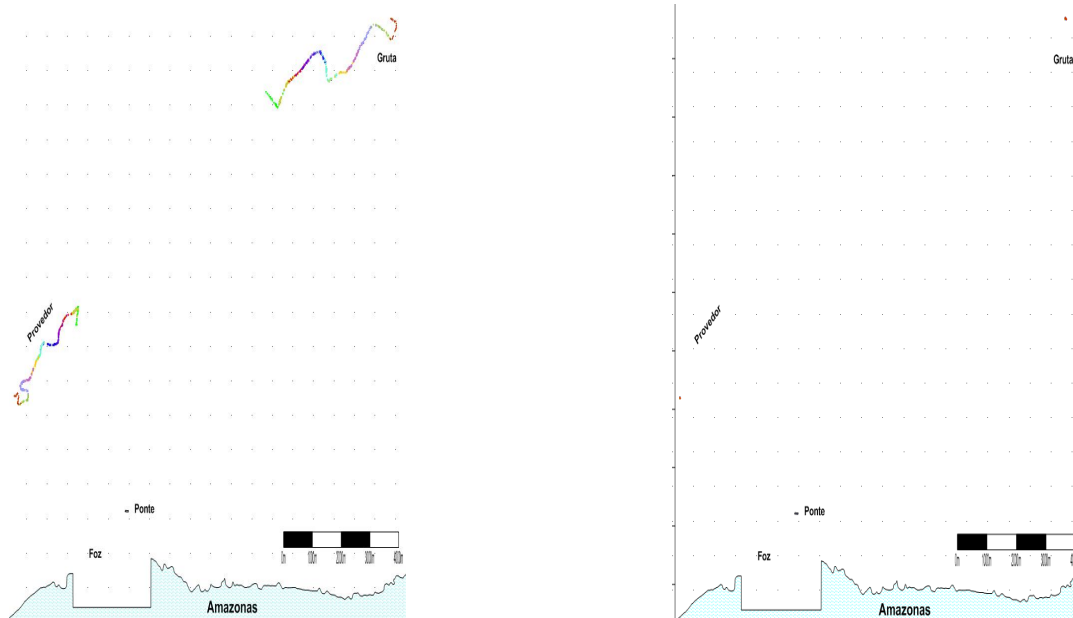 Gruta
Provedor
Ponte
Foz
0m 100m 200m 300m 400m
Amazonas
Gruta
Provedor
Ponte
Foz
0m 100m 200m 300m
Amazonas